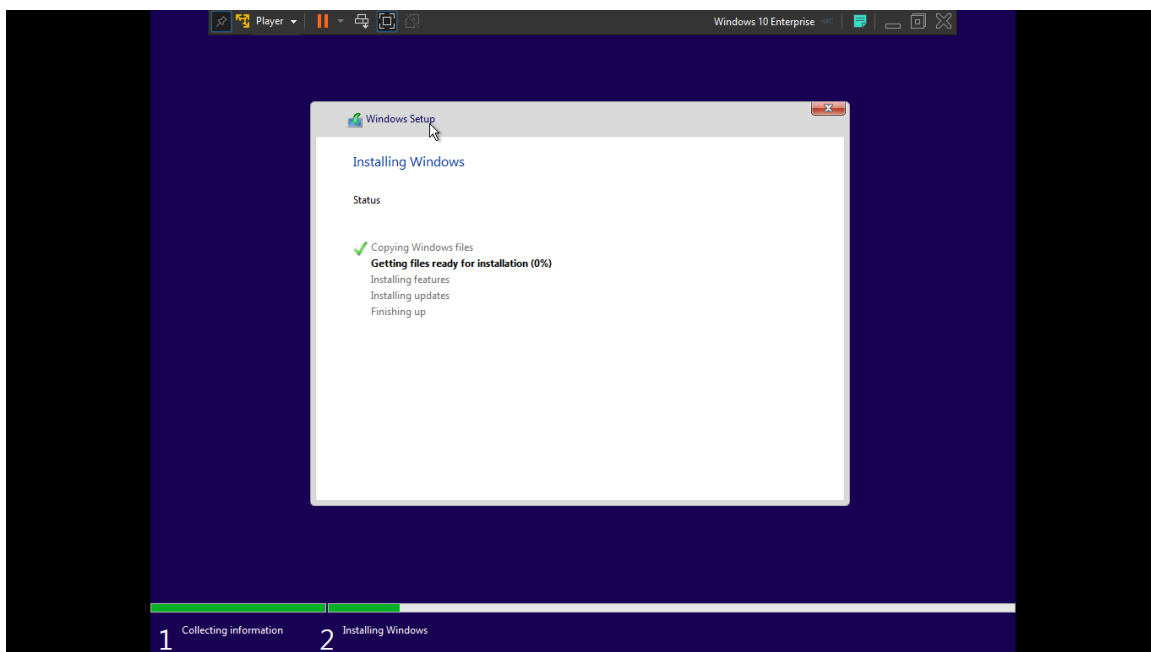 Player
Windows 10 Enterprise
Windows Setup
Installing Windows
Status
Copying Windows files
Getting files ready for installation (0%)
Installing features
Installing updates
Finishing up
1 Collecting information
2 Installing Windows